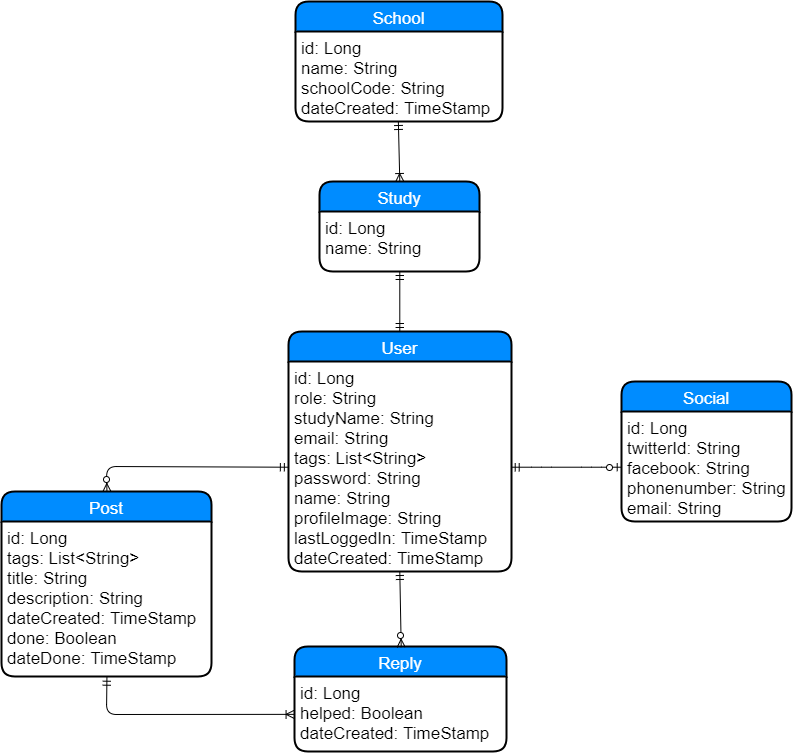 School
id: Long
name: String
schoolCode: String
dateCreated: TimeStamp
Study
id: Long
name: String
User
id: Long
role: String
studyName: String
email: String
tags: List<String>
password: String
name: String
profileImage: String
lastLoggedIn: TimeStamp
dateCreated: TimeStamp
Social
id: Long
twitterId: String
facebook: String
phonenumber: String
email: String
Post
id: Long
tags: List<String>
title: String
description: String
dateCreated: TimeStamp
done: Boolean
dateDone: TimeStamp
Reply
id: Long
helped: Boolean
dateCreated: TimeStamp